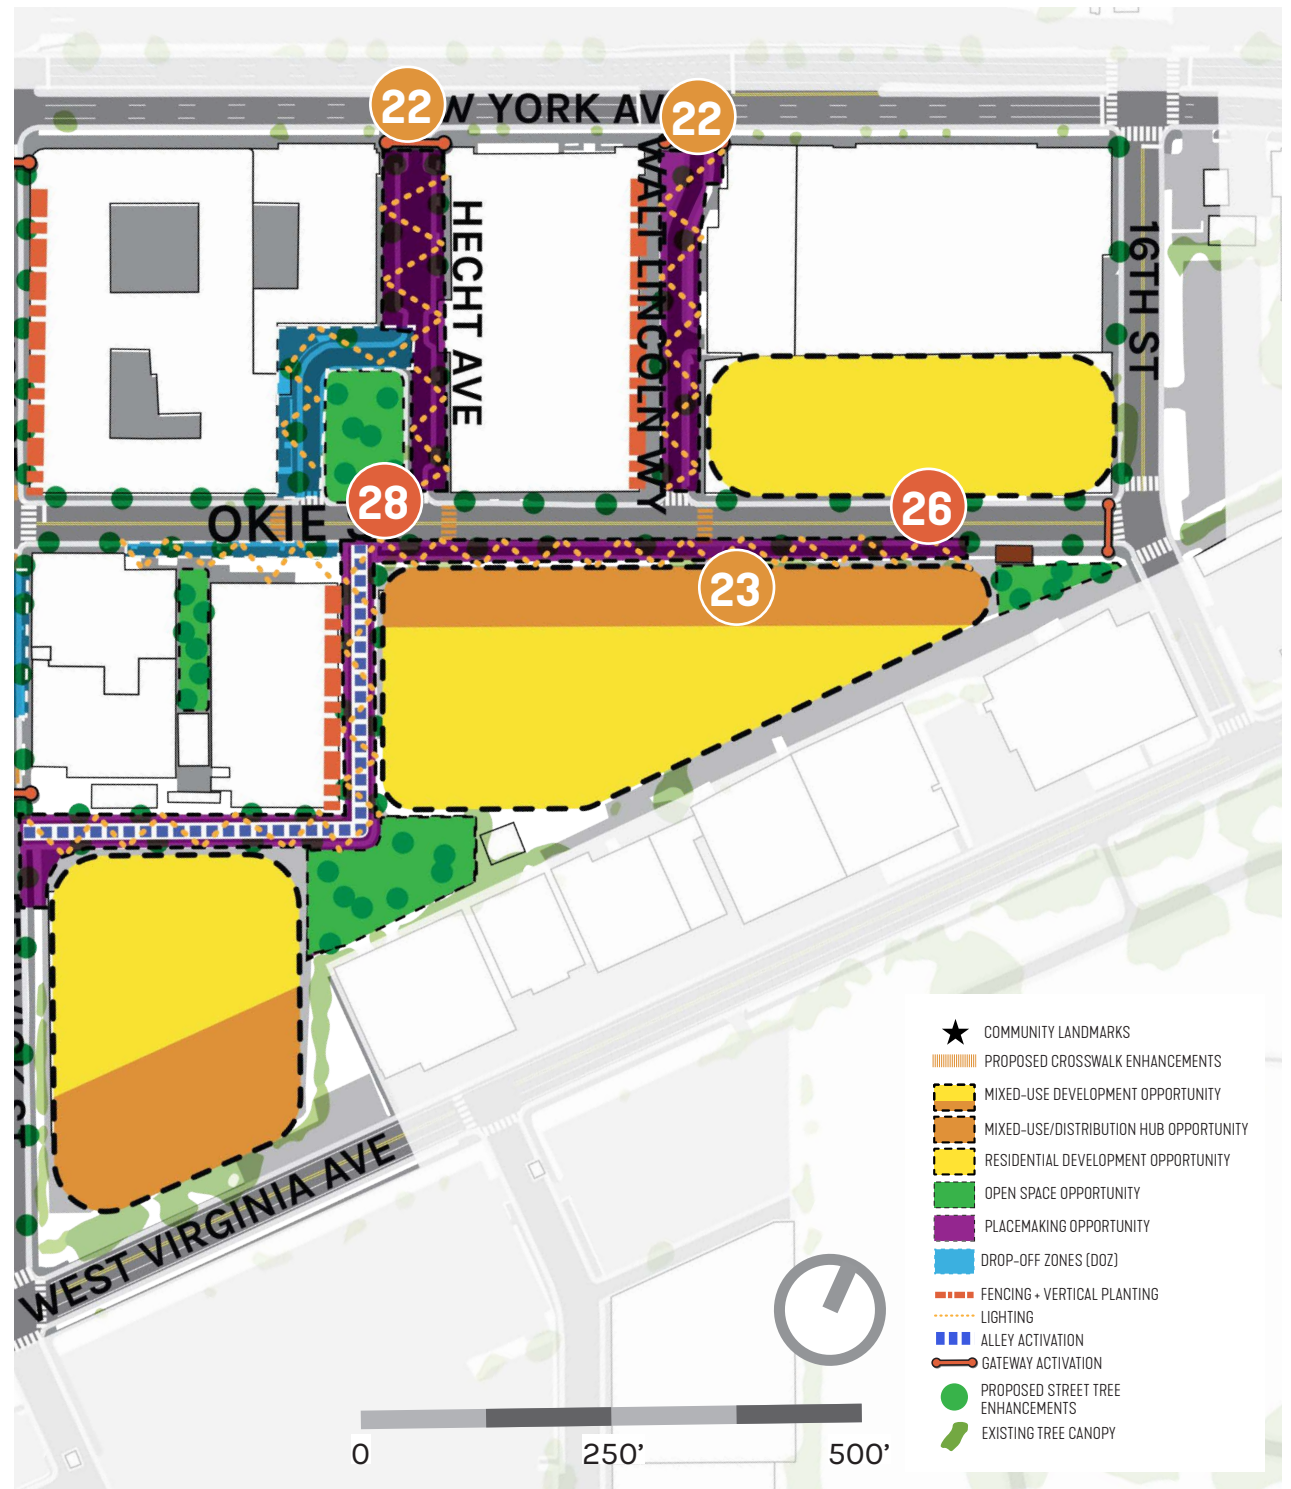 22
W YORK AV
22
HECHT AVE
WALT LINCOLN WY
16TH ST
28
26
OKIE
23
WEST VIRGINIA AVE
COMMUNITY LANDMARKS
PROPOSED CROSSWALK ENHANCEMENTS
MIXED-USE DEVELOPMENT OPPORTUNITY
MIXED-USE/DISTRIBUTION HUB OPPORTUNITY
RESIDENTIAL DEVELOPMENT OPPORTUNITY
OPEN SPACE OPPORTUNITY
PLACEMAKING OPPORTUNITY
DROP-OFF ZONES (DOZ)
FENCING + VERTICAL PLANTING
LIGHTING
ALLEY ACTIVATION
GATEWAY ACTIVATION
PROPOSED STREET TREE
ENHANCEMENTS
EXISTING TREE CANOPY
0 250’ 500’